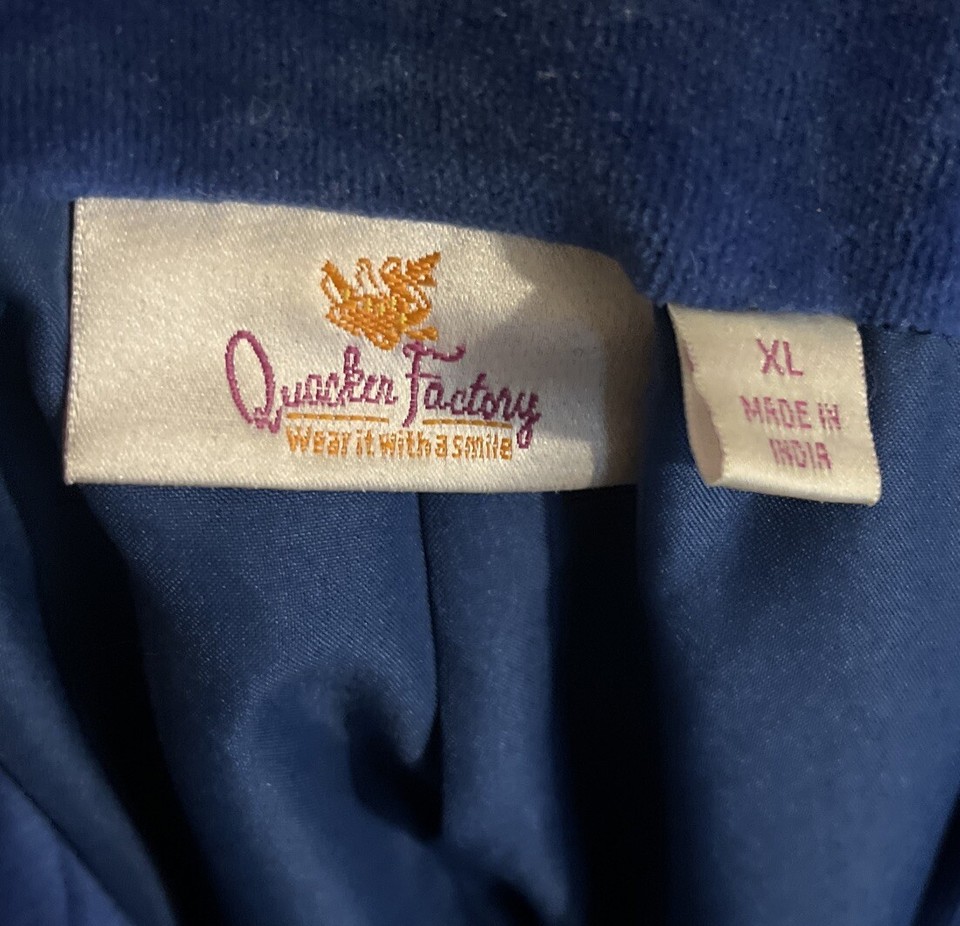 Quacker Factory
Wear it with a smile
XL
MADE IN
INDIA